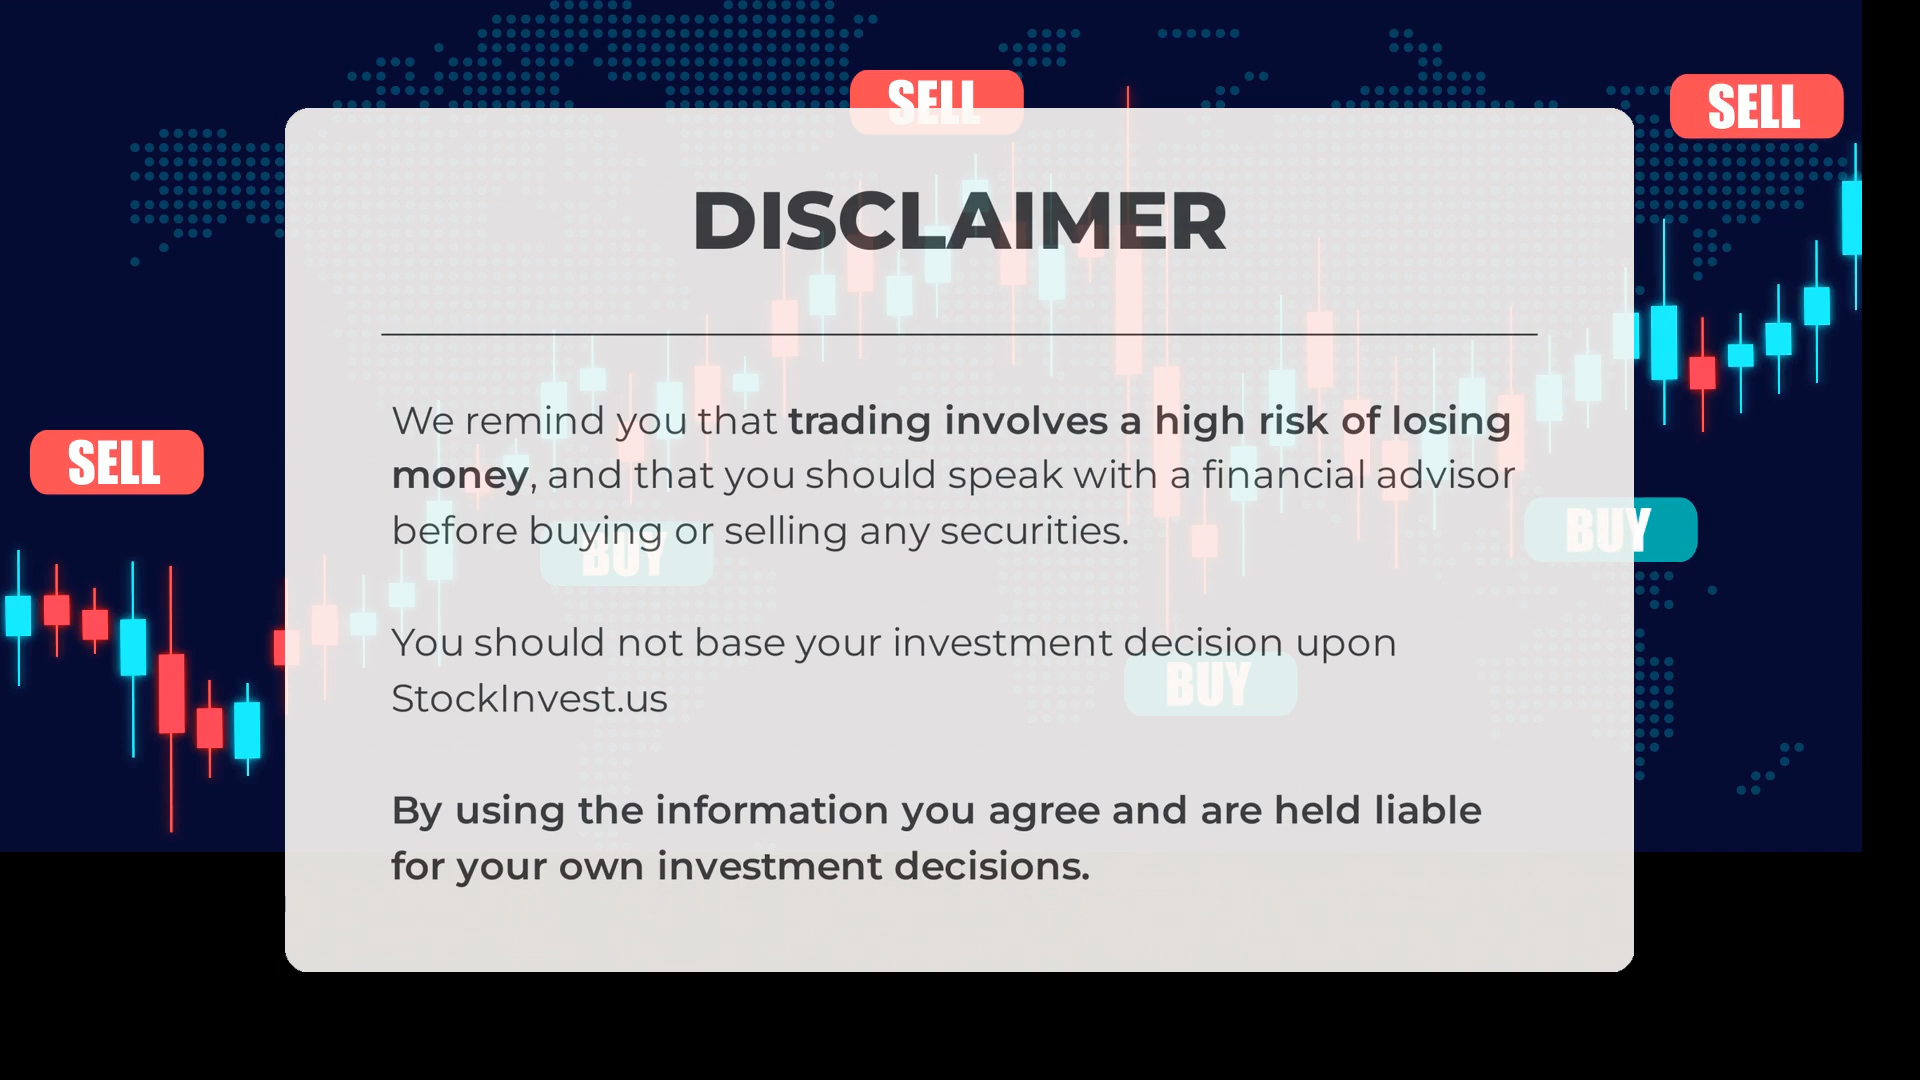 SELL
SELL
DISCLAIMER
We remind you that trading involves a high risk of losing
money, and that you should speak with a financial advisor
before buying or selling any securities.
SELL
BUY
BUY
You should not base your investment decision upon
StockInvest.us
BUY
By using the information you agree and are held liable
for your own investment decisions.